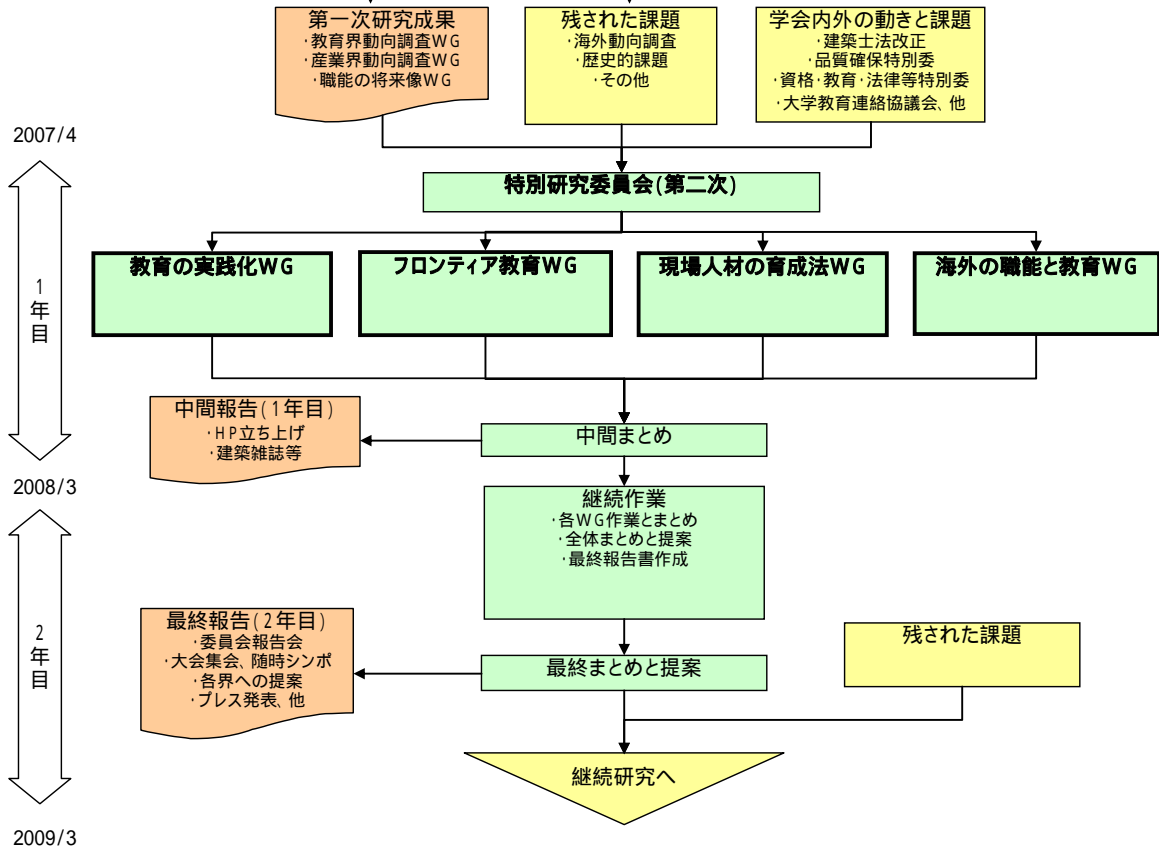 第一次研究成果
・教育界動向調査WG
・産業界動向調査WG
・職能の将来像WG
残された課題
・海外動向調査
・歴史的課題
・その他
学会内外の動きと課題
・建築士法改正
・品質確保特別委
・資格・教育・法律等特別委
・大学教育連絡協議会、他
2007/4
特別研究委員会(第二次)
教育の実践化WG
フロンティア教育WG
現場人材の育成法WG
海外の職能と教育WG
1年目
中間報告(1年目)
・HP立ち上げ
・建築雑誌等
中間まとめ
2008/3
継続作業
・各WG作業とまとめ
・全体まとめと提案
・最終報告書作成
2年目
最終報告(2年目)
・委員会報告会
・大会集会、随時シンポ
・各界への提案
・プレス発表、他
最終まとめと提案
残された課題
継続研究へ
2009/3